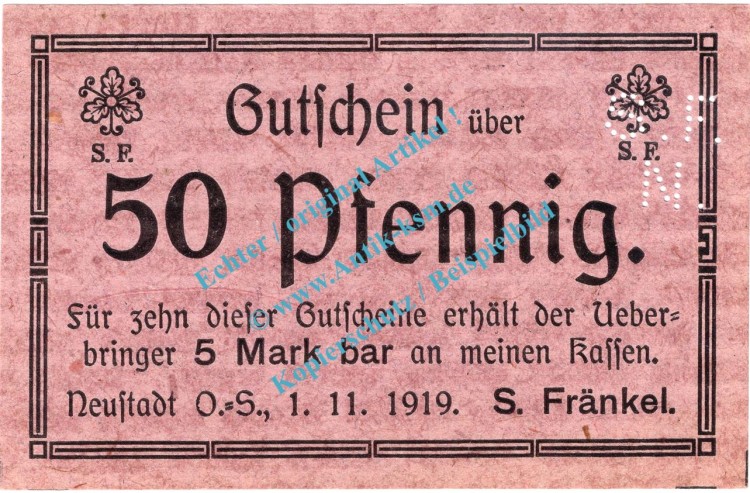 Gutſchein über
S. F.
S. F.
S. F.
N.
50 Pfennig.
Für zehn dieſer Gutſcheine erhält der Ueber=
bringer 5 Mark bar an meinen Kaſſen.
Neuſtadt O.=S., 1. 11. 1919. S. Fränkel.
Echter / original Artikel !
© www.Antik-ksm.de
Kopierschutz / Beispielbild